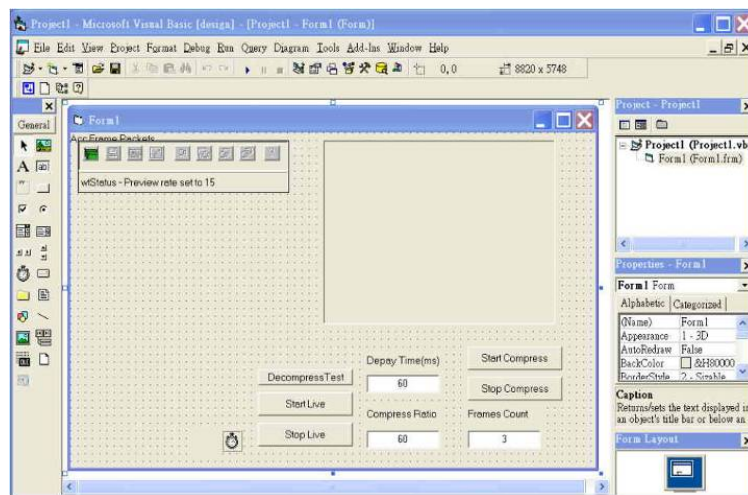 Project1 - Microsoft Visual Basic [design] - [Project1 - Form1 (Form)]
File Edit View Project Format Debug Run Query Diagram Tools Add-Ins Window Help
0,0 8820 x 5748
General
Form1
Acc Frame Packets
wtStatus - Preview rate set to 15
DecompressTest
Start Live
Stop Live
Depay Time(ms)
60
Compress Ratio
60
Start Compress
Stop Compress
Frames Count
3
Project - Project1
Project1 (Project1.vb
Form1 (Form1.frm)
Properties - Form1
Form1 Form
Alphabetic Categorized
(Name) Form1
Appearance 1 - 3D
AutoRedraw False
BackColor &H80000
BorderStyle 2 - Sizable
Caption
Returns/sets the text displayed in
an object's title bar or below an
Form Layout